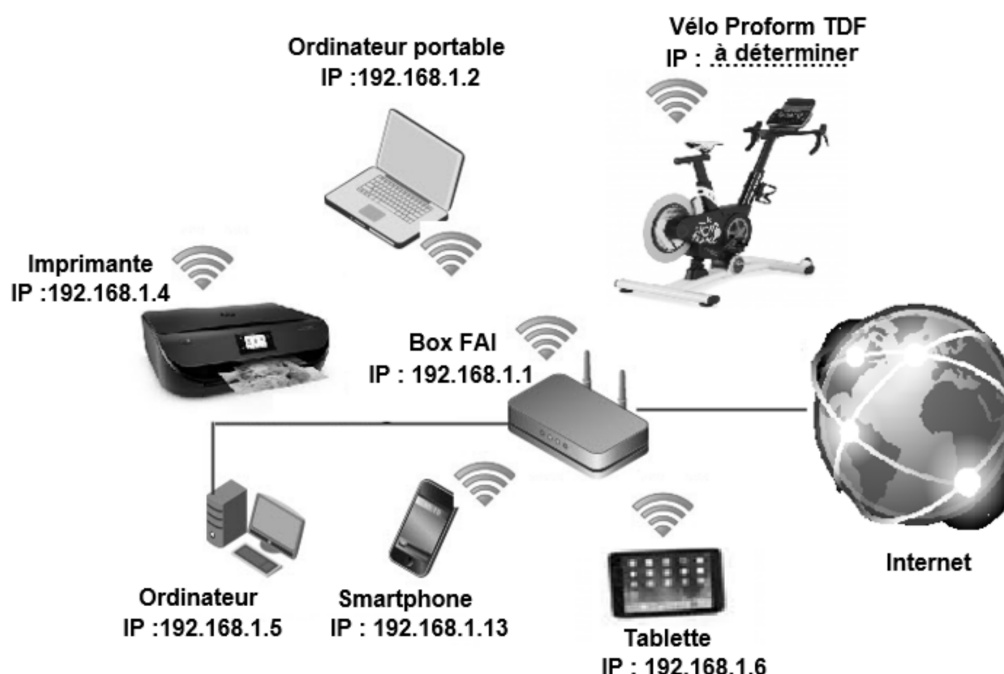 Vélo Proform TDF
IP : à déterminer
Ordinateur portable
IP :192.168.1.2
Imprimante
IP :192.168.1.4
Box FAI
IP : 192.168.1.1
Internet
Ordinateur
IP :192.168.1.5
Smartphone
IP : 192.168.1.13
Tablette
IP : 192.168.1.6